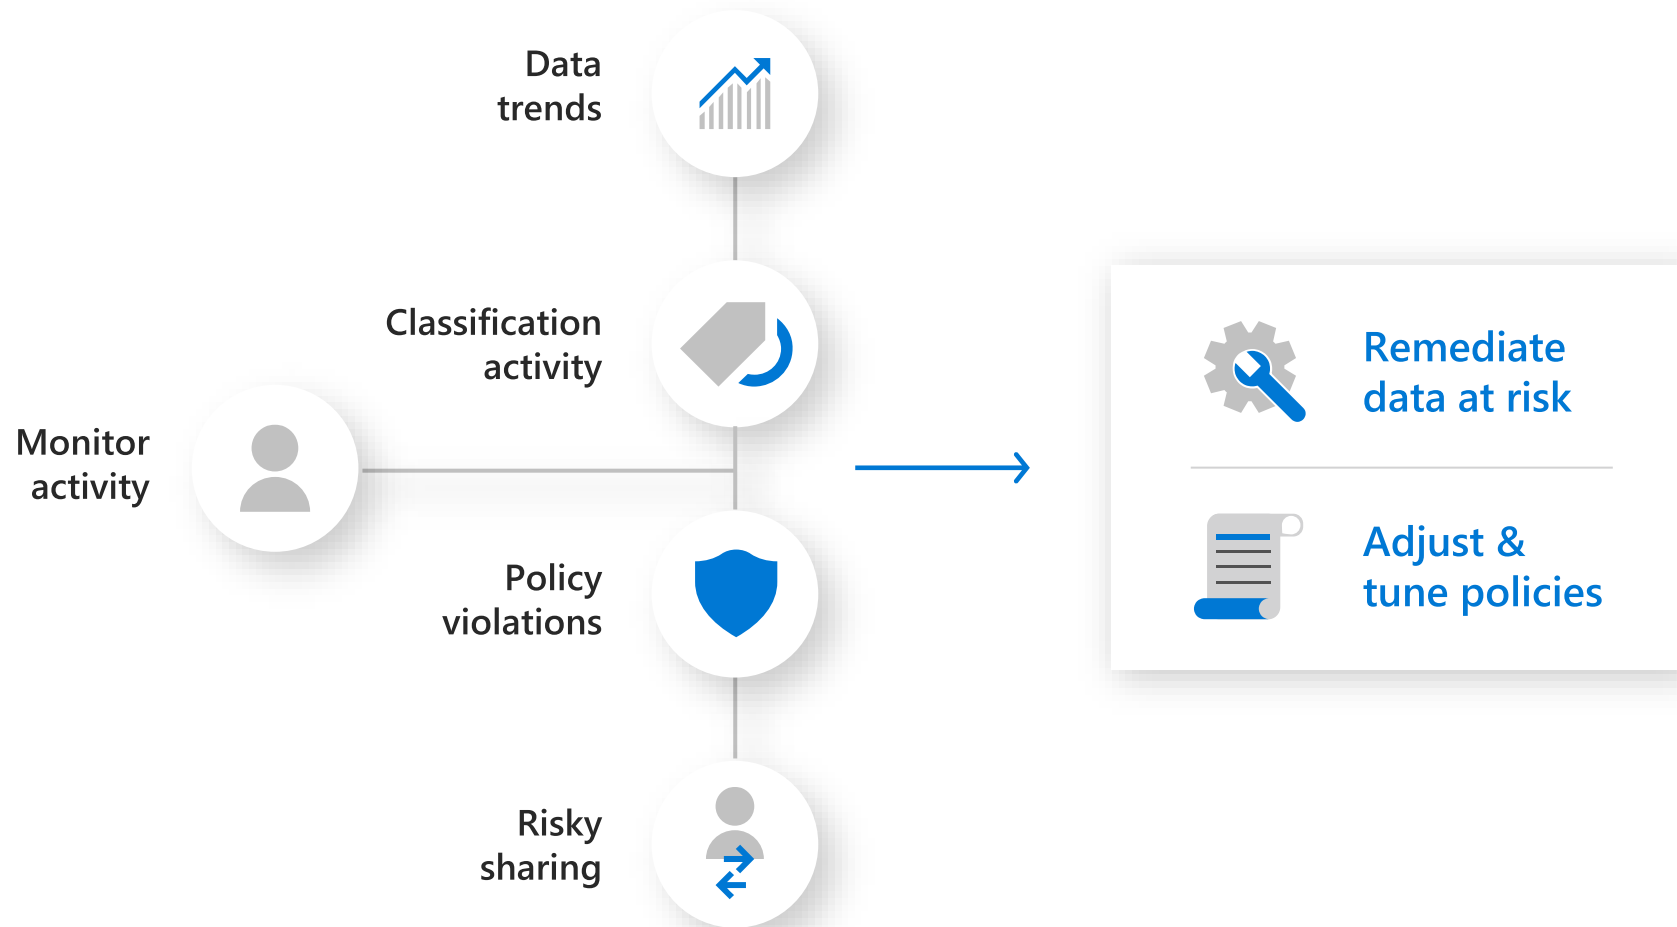 Data
trends
Classification
activity
Monitor
activity
Policy
violations
Risky
sharing
Remediate
data at risk
Adjust &
tune policies